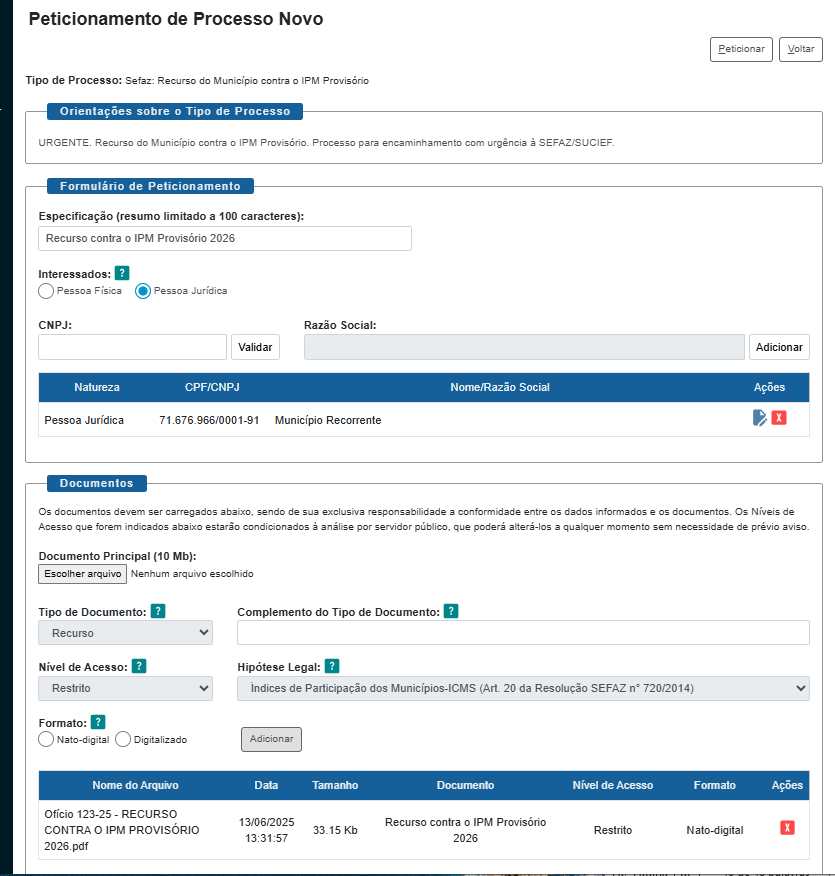 Peticionamento de Processo Novo
Peticionar Voltar
Tipo de Processo: Sefaz: Recurso do Município contra o IPM Provisório
Orientações sobre o Tipo de Processo
URGENTE. Recurso do Município contra o IPM Provisório. Processo para encaminhamento com urgência à SEFAZ/SUCIEF.
Formulário de Peticionamento
Especificação (resumo limitado a 100 caracteres):
Recurso contra o IPM Provisório 2026
Interessados: ?
Pessoa Física Pessoa Jurídica
CNPJ: Razão Social:
Validar Adicionar
Natureza CPF/CNPJ Nome/Razão Social Ações
Pessoa Jurídica 71.676.966/0001-91 Município Recorrente X
Documentos
Os documentos devem ser carregados abaixo, sendo de sua exclusiva responsabilidade a conformidade entre os dados informados e os documentos. Os Níveis de
Acesso que forem indicados abaixo estarão condicionados à análise por servidor público, que poderá alterá-los a qualquer momento sem necessidade de prévio aviso.
Documento Principal (10 Mb):
Escolher arquivo Nenhum arquivo escolhido
Tipo de Documento: ? Complemento do Tipo de Documento: ?
Recurso
Nível de Acesso: ? Hipótese Legal: ?
Restrito Índices de Participação dos Municípios-ICMS (Art. 20 da Resolução SEFAZ n° 720/2014)
Formato: ?
Nato-digital Digitalizado Adicionar
Nome do Arquivo Data Tamanho Documento Nível de Acesso Formato Ações
Ofício 123-25 - RECURSO
CONTRA O IPM PROVISÓRIO
2026.pdf
13/06/2025
13:31:57
33.15 Kb
Recurso contra o IPM Provisório
2026
Restrito Nato-digital X